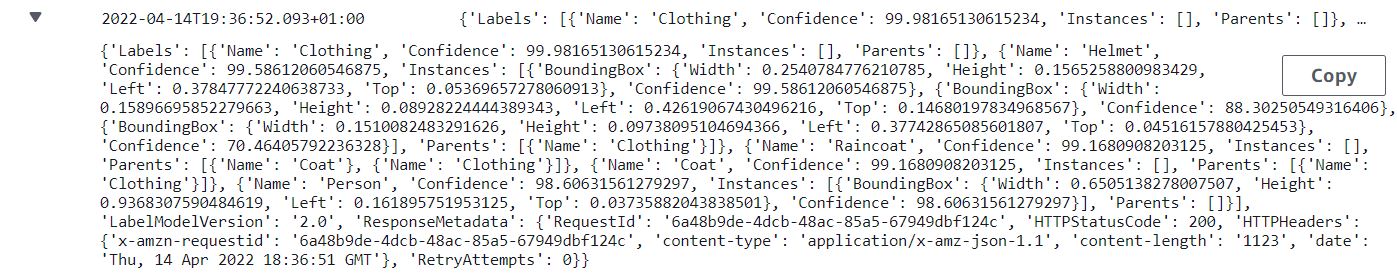 2022-04-14T19:36:52.093+01:00 {'Labels': [{'Name': 'Clothing', 'Confidence': 99.98165130615234, 'Instances': [], 'Parents': []}, …
{'Labels': [{'Name': 'Clothing', 'Confidence': 99.98165130615234, 'Instances': [], 'Parents': []}, {'Name': 'Helmet',
'Confidence': 99.58612060546875, 'Instances': [{'BoundingBox': {'Width': 0.2540784776210785, 'Height': 0.1565258800983429,
Copy
'Left': 0.37847772240638733, 'Top': 0.05369657278060913}, 'Confidence': 99.58612060546875}, {'BoundingBox': {'Width':
0.15896695852279663, 'Height': 0.08928224444389343, 'Left': 0.42619067430496216, 'Top': 0.14680197834968567}, 'Confidence': 88.30250549316406},
{'BoundingBox': {'Width': 0.1510082483291626, 'Height': 0.09738095104694366, 'Left': 0.37742865085601807, 'Top': 0.04516157880425453},
'Confidence': 70.46405792236328}], 'Parents': [{'Name': 'Clothing'}]}, {'Name': 'Raincoat', 'Confidence': 99.1680908203125, 'Instances': [],
'Parents': [{'Name': 'Coat'}, {'Name': 'Clothing'}]}, {'Name': 'Coat', 'Confidence': 99.1680908203125, 'Instances': [], 'Parents': [{'Name':
'Clothing'}]}, {'Name': 'Person', 'Confidence': 98.60631561279297, 'Instances': [{'BoundingBox': {'Width': 0.6505138278007507, 'Height':
0.9368307590484619, 'Left': 0.161895751953125, 'Top': 0.03735882043838501}, 'Confidence': 98.60631561279297}], 'Parents': []}],
'LabelModelVersion': '2.0', 'ResponseMetadata': {'RequestId': '6a48b9de-4dcb-48ac-85a5-67949dbf124c', 'HTTPStatusCode': 200, 'HTTPHeaders':
{'x-amzn-requestid': '6a48b9de-4dcb-48ac-85a5-67949dbf124c', 'content-type': 'application/x-amz-json-1.1', 'content-length': '1123', 'date':
'Thu, 14 Apr 2022 18:36:51 GMT'}, 'RetryAttempts': 0}}